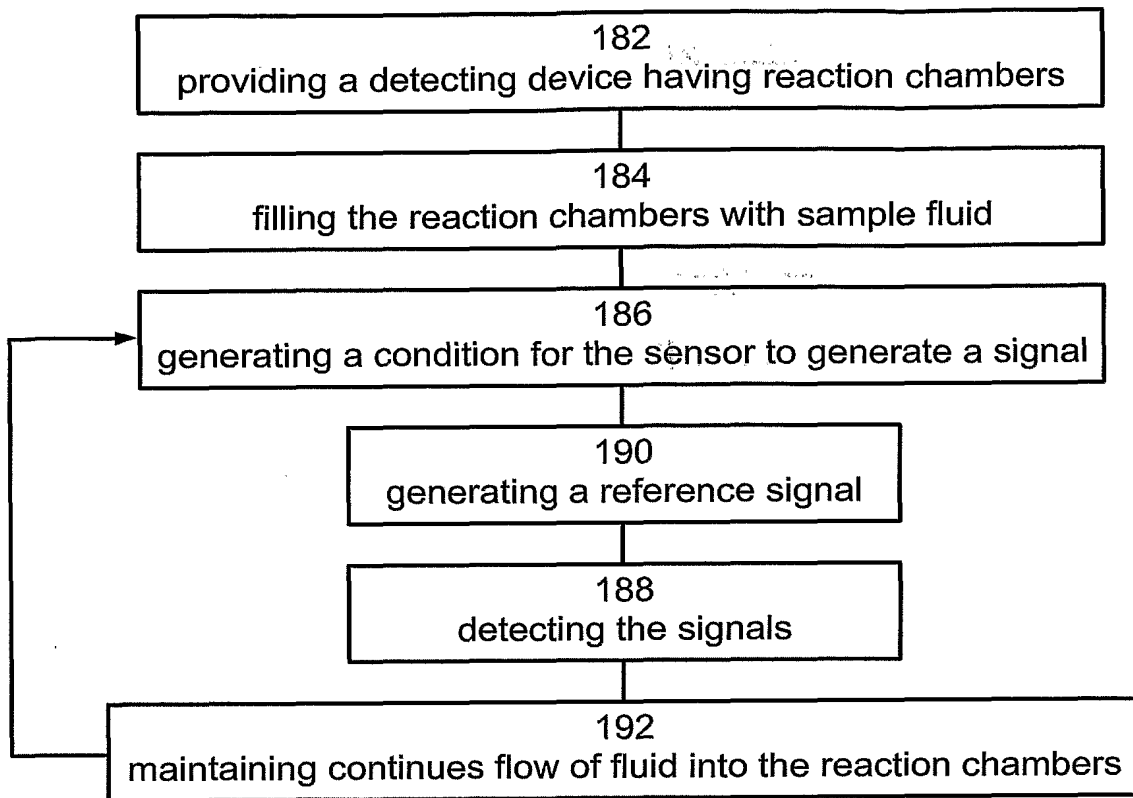 182
providing a detecting device having reaction chambers
184
filling the reaction chambers with sample fluid
186
generating a condition for the sensor to generate a signal
190
generating a reference signal
188
detecting the signals
192
maintaining continues flow of fluid into the reaction chambers